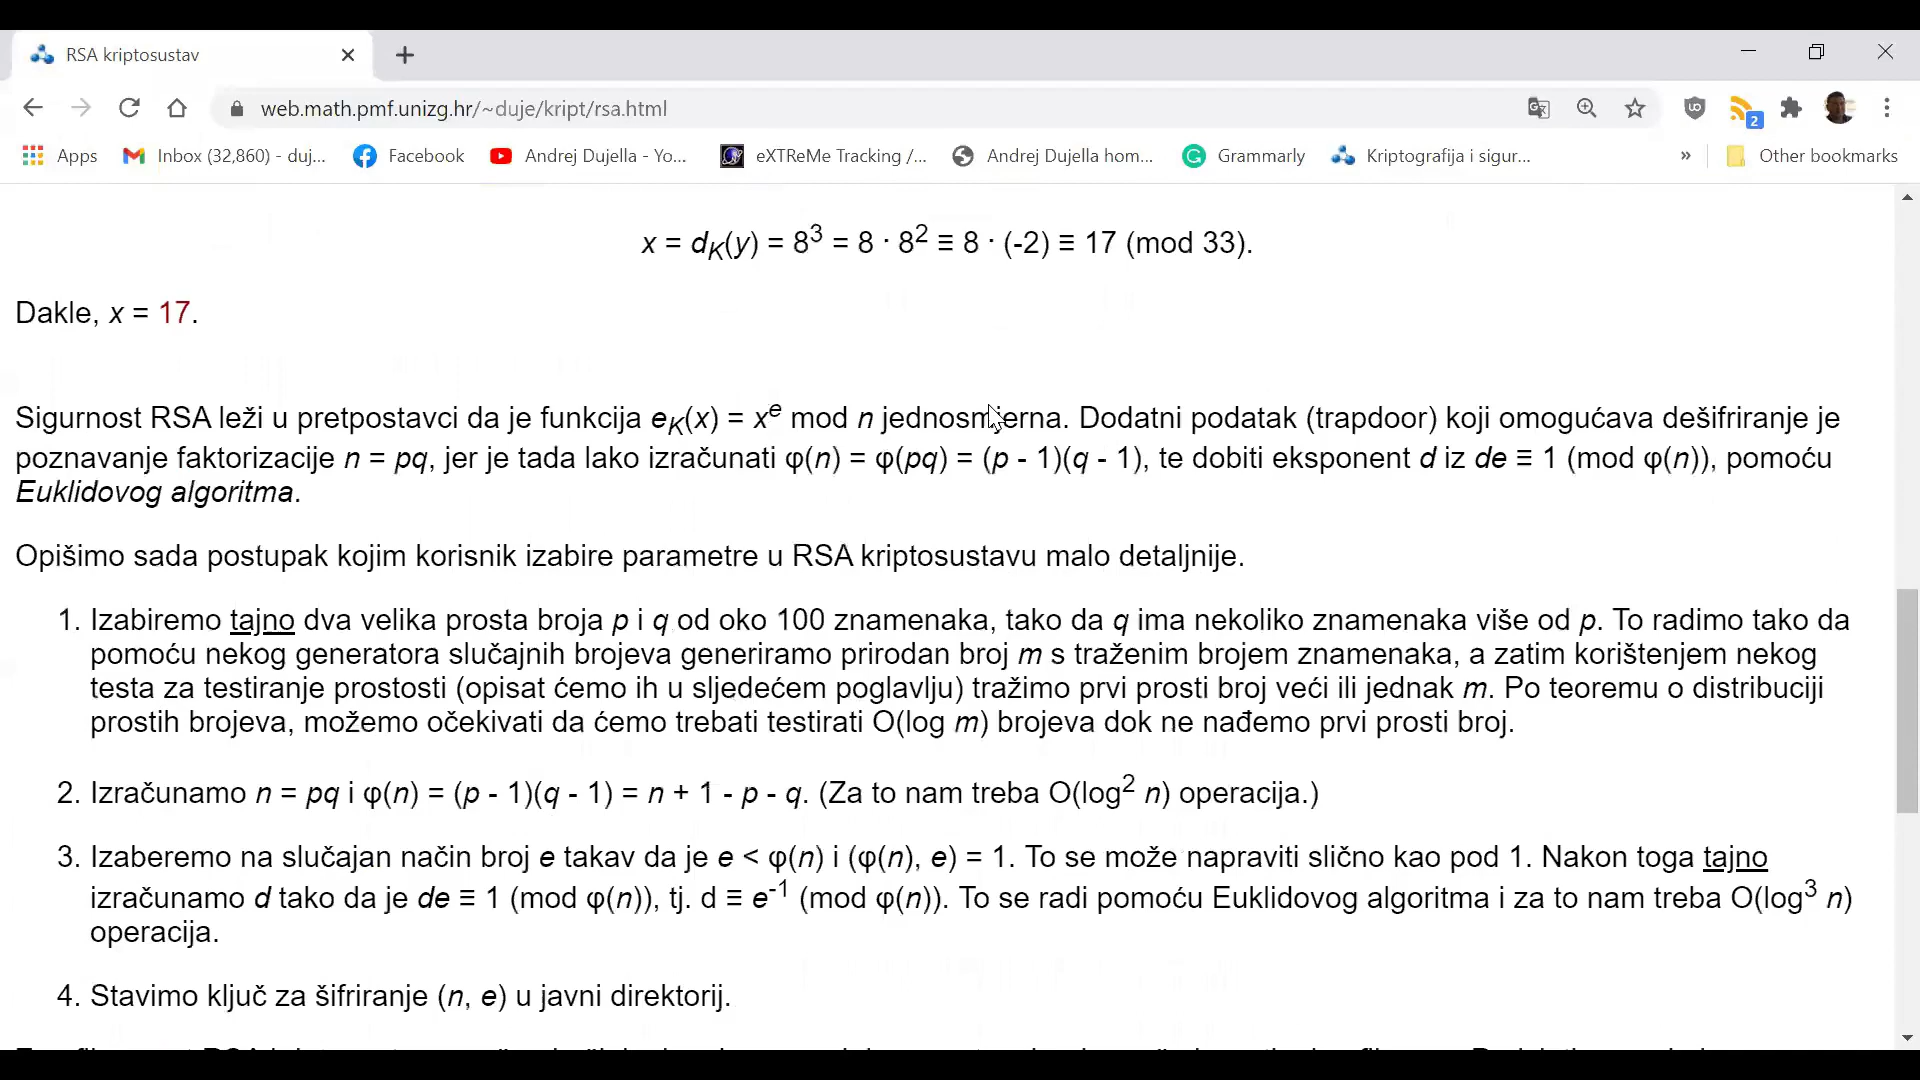 RSA kriptosustav
web.math.pmf.unizg.hr/~duje/kript/rsa.html
2
Apps Inbox (32,860) - duj... Facebook Andrej Dujella - Yo... eXTReMe Tracking /... Andrej Dujella hom... Grammarly Kriptografija i sigur... » Other bookmarks
x = dK(y) = 8³ = 8 · 8² ≡ 8 · (-2) ≡ 17 (mod 33).
Dakle, x = 17.
Sigurnost RSA leži u pretpostavci da je funkcija eK(x) = xᵉ mod n jednosmjerna. Dodatni podatak (trapdoor) koji omogućava dešifriranje je
poznavanje faktorizacije n = pq, jer je tada lako izračunati φ(n) = φ(pq) = (p - 1)(q - 1), te dobiti eksponent d iz de ≡ 1 (mod φ(n)), pomoću
Euklidovog algoritma.
Opišimo sada postupak kojim korisnik izabire parametre u RSA kriptosustavu malo detaljnije.
1. Izabiremo tajno dva velika prosta broja p i q od oko 100 znamenaka, tako da q ima nekoliko znamenaka više od p. To radimo tako da
pomoću nekog generatora slučajnih brojeva generiramo prirodan broj m s traženim brojem znamenaka, a zatim korištenjem nekog
testa za testiranje prostosti (opisat ćemo ih u sljedećem poglavlju) tražimo prvi prosti broj veći ili jednak m. Po teoremu o distribuciji
prostih brojeva, možemo očekivati da ćemo trebati testirati O(log m) brojeva dok ne nađemo prvi prosti broj.
2. Izračunamo n = pq i φ(n) = (p - 1)(q - 1) = n + 1 - p - q. (Za to nam treba O(log² n) operacija.)
3. Izaberemo na slučajan način broj e takav da je e < φ(n) i (φ(n), e) = 1. To se može napraviti slično kao pod 1. Nakon toga tajno
izračunamo d tako da je de ≡ 1 (mod φ(n)), tj. d ≡ e⁻¹ (mod φ(n)). To se radi pomoću Euklidovog algoritma i za to nam treba O(log³ n)
operacija.
4. Stavimo ključ za šifriranje (n, e) u javni direktorij.